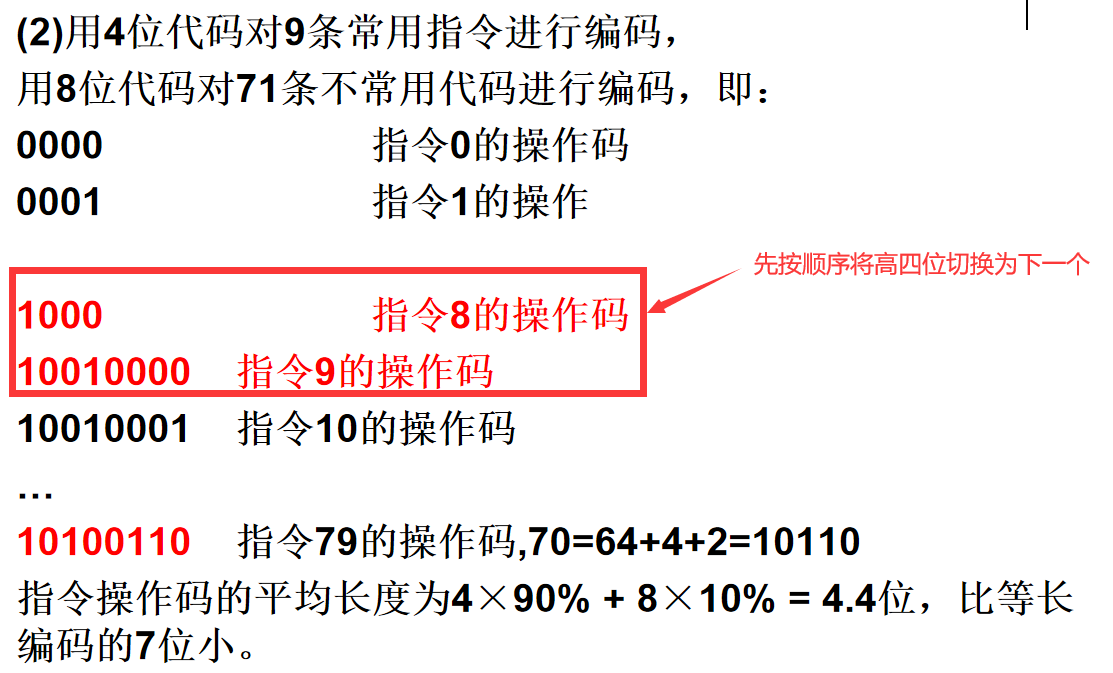 (2)用4位代码对9条常用指令进行编码，
用8位代码对71条不常用代码进行编码，即：
0000 指令0的操作码
0001 指令1的操作
先按顺序将高四位切换为下一个
1000 指令8的操作码
10010000 指令9的操作码
10010001 指令10的操作码
…
10100110 指令79的操作码,70=64+4+2=10110
指令操作码的平均长度为4×90% + 8×10% = 4.4位，比等长
编码的7位小。